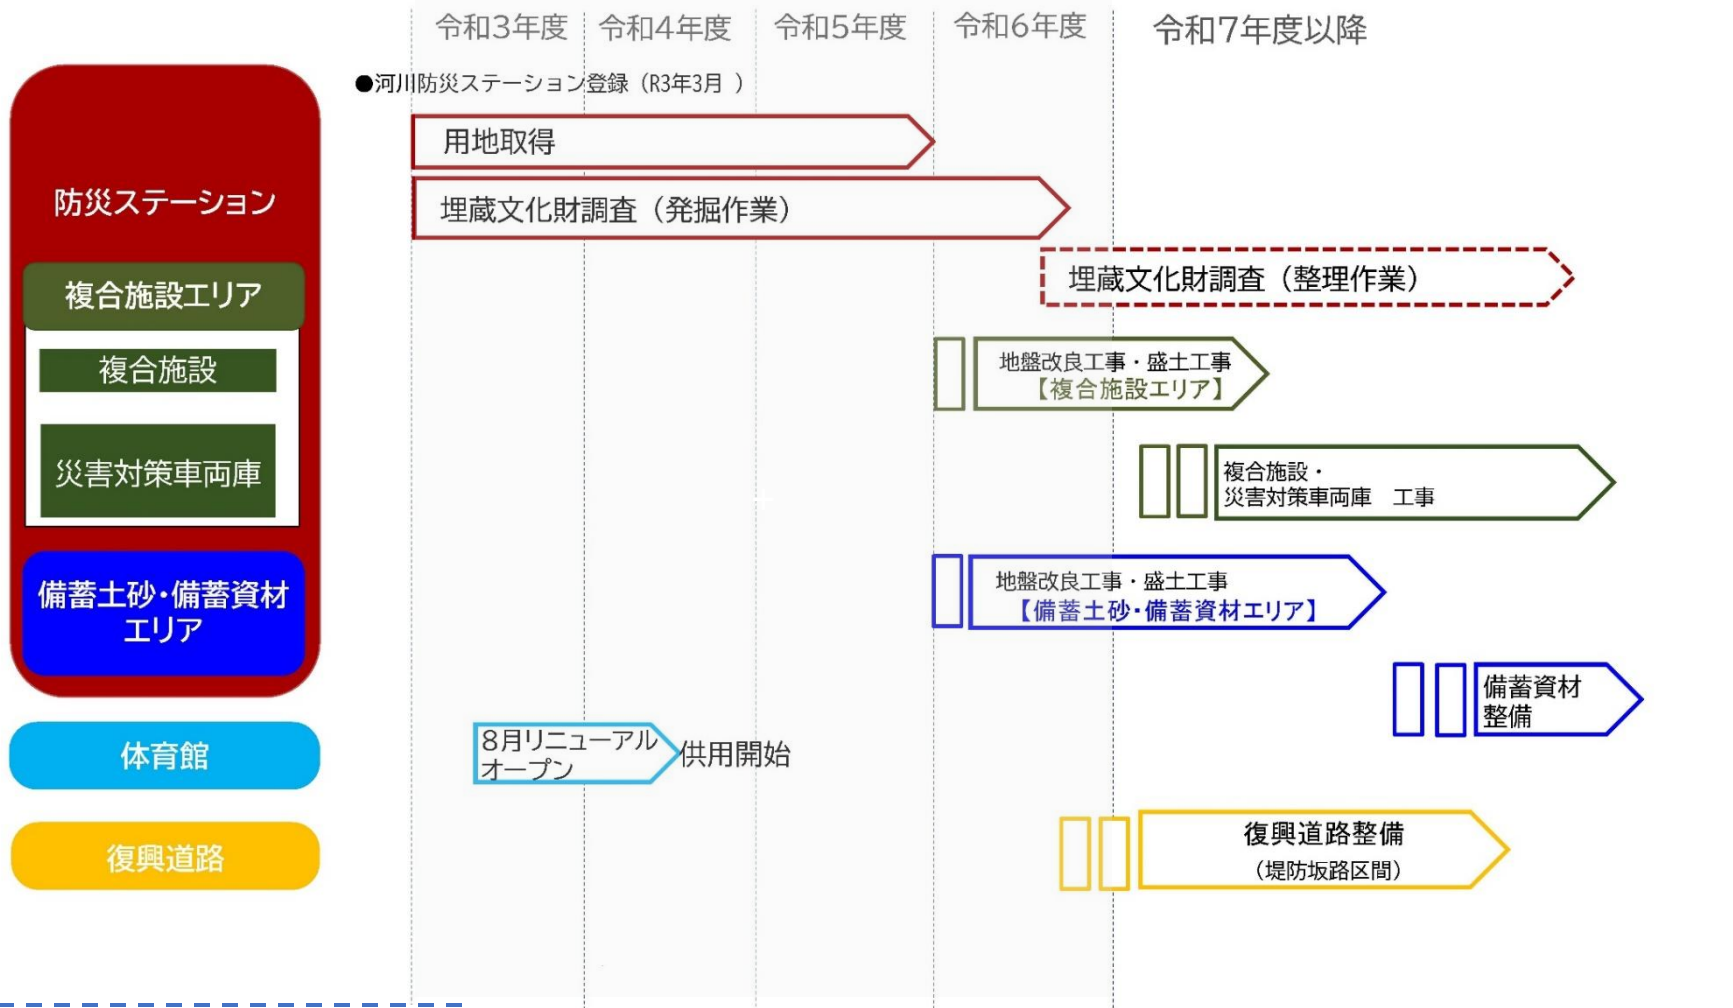 令和3年度 令和4年度 令和5年度 令和6年度 令和7年度以降
●河川防災ステーション登録（R3年3月 ）
防災ステーション
用地取得
埋蔵文化財調査（発掘作業）
埋蔵文化財調査（整理作業）
複合施設エリア
複合施設
地盤改良工事・盛土工事
【複合施設エリア】
災害対策車両庫
複合施設・
災害対策車両庫　工事
備蓄土砂・備蓄資材
エリア
地盤改良工事・盛土工事
【備蓄土砂・備蓄資材エリア】
備蓄資材
整備
体育館
8月リニューアル
オープン
供用開始
復興道路
復興道路整備
（堤防坂路区間）